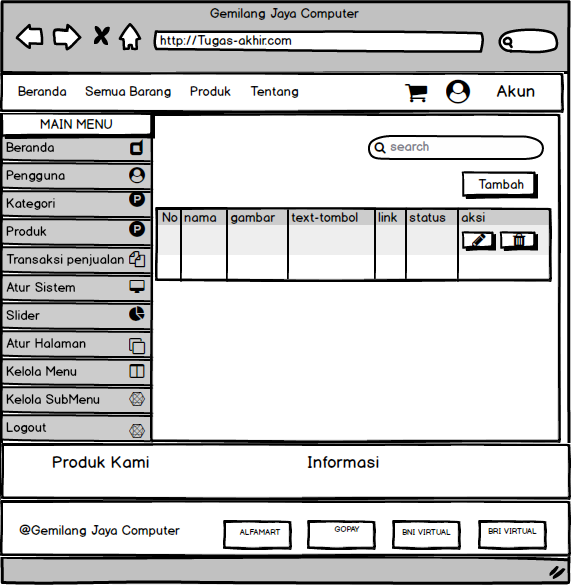 Gemilang Jaya Computer
http://Tugas-akhir.com
Beranda Semua Barang Produk Tentang Akun
MAIN MENU
Beranda
Pengguna
Kategori P
Produk P
Transaksi penjualan
Atur Sistem
Slider
Atur Halaman
Kelola Menu
Kelola SubMenu
Logout
search
Tambah
No nama gambar text-tombol link status aksi
Produk Kami Informasi
@Gemilang Jaya Computer ALFAMART GOPAY BNI VIRTUAL BRI VIRTUAL